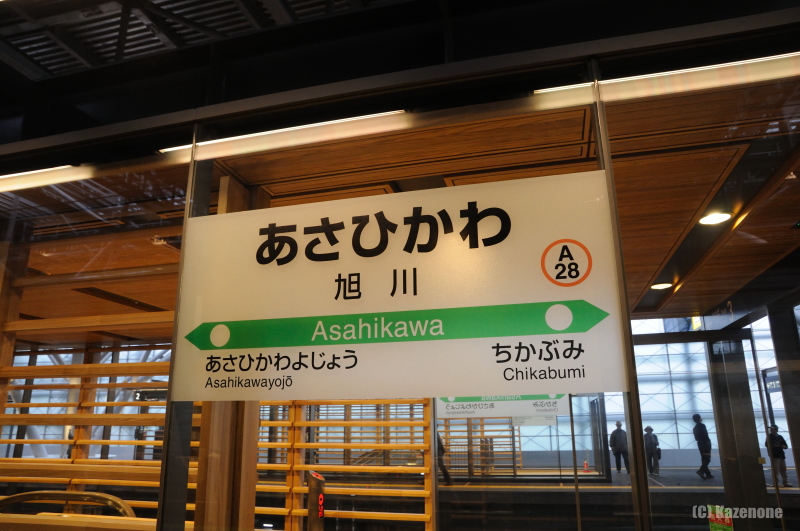 あさひかわ
旭川
A
28
Asahikawa
あさひかわよじょう
Asahikawayojō
ちかぶみ
Chikabumi
(C) Kazenone